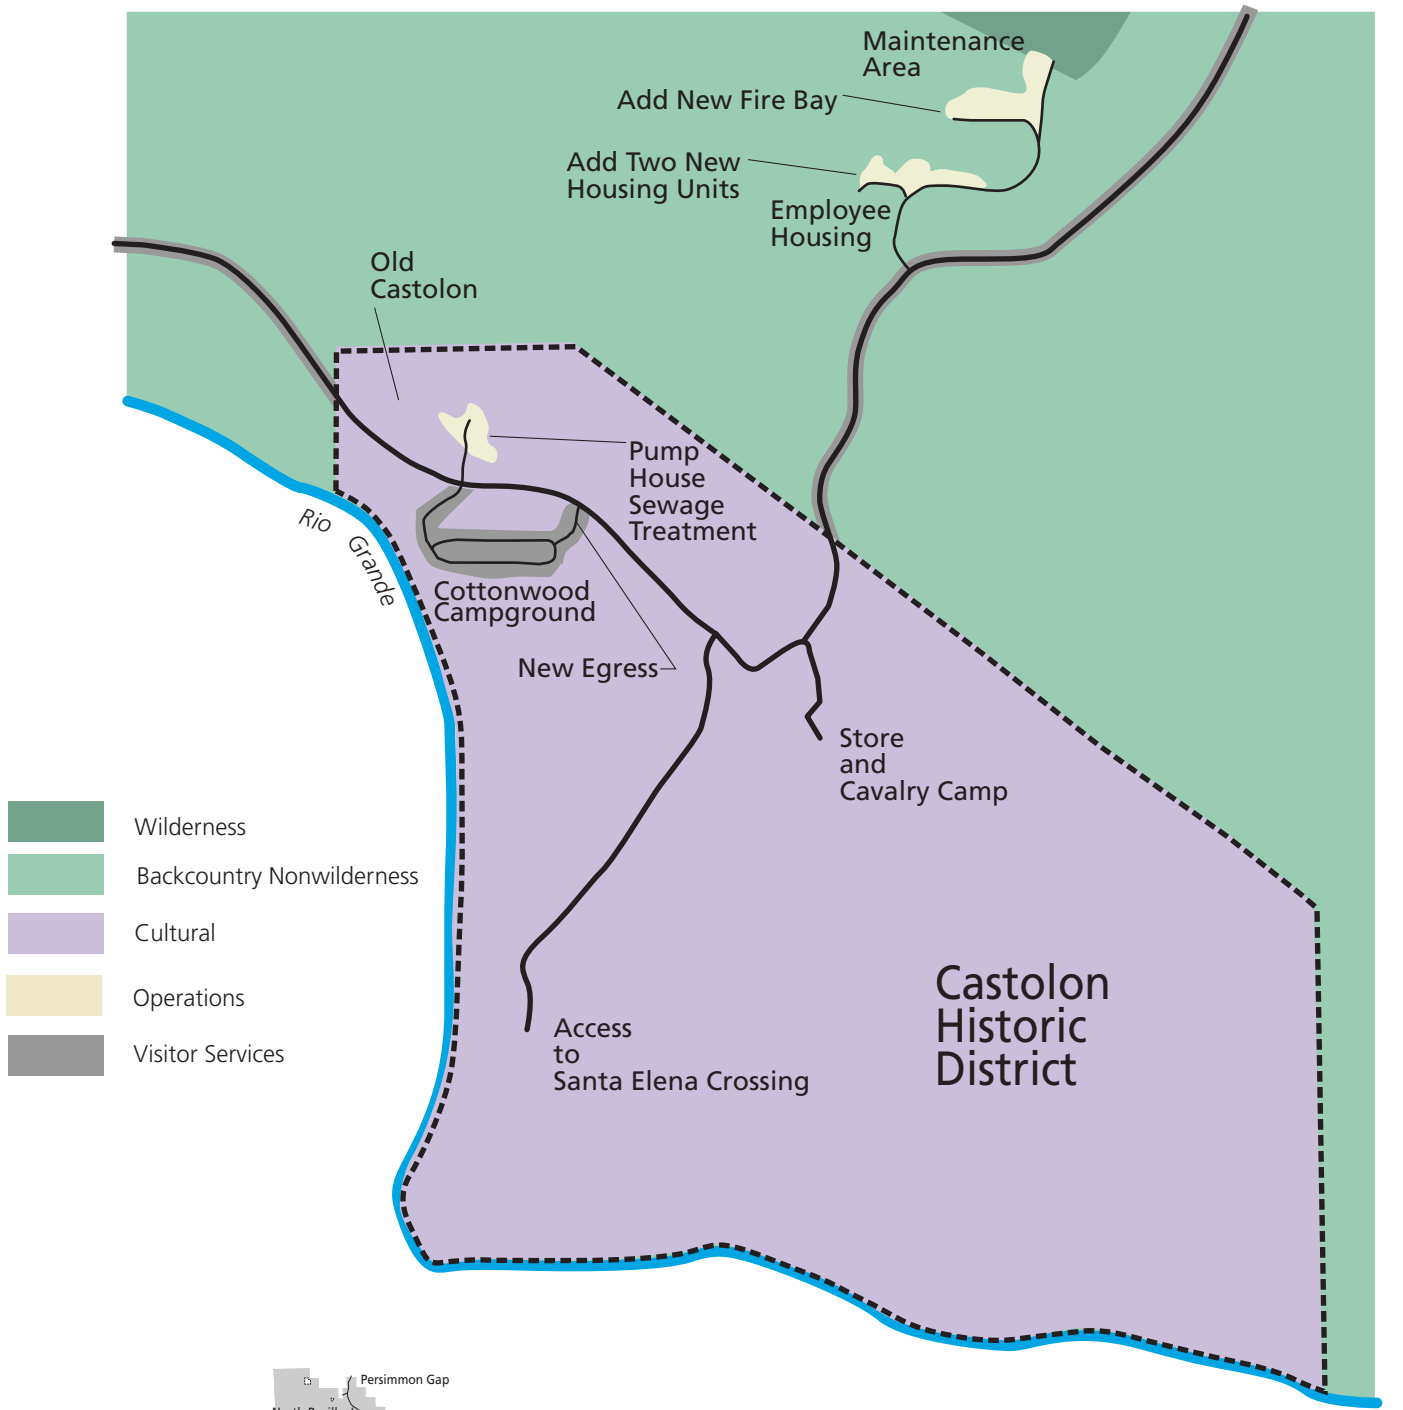 Maintenance
Area
Add New Fire Bay
Add Two New
Housing Units
Employee
Housing
Old
Castolon
Pump
House
Sewage
Treatment
Rio
Grande
Cottonwood
Campground
New Egress
Store
and
Cavalry Camp
Wilderness
Backcountry Nonwilderness
Cultural
Operations
Visitor Services
Castolon
Historic
District
Access
to
Santa Elena Crossing
Persimmon Gap